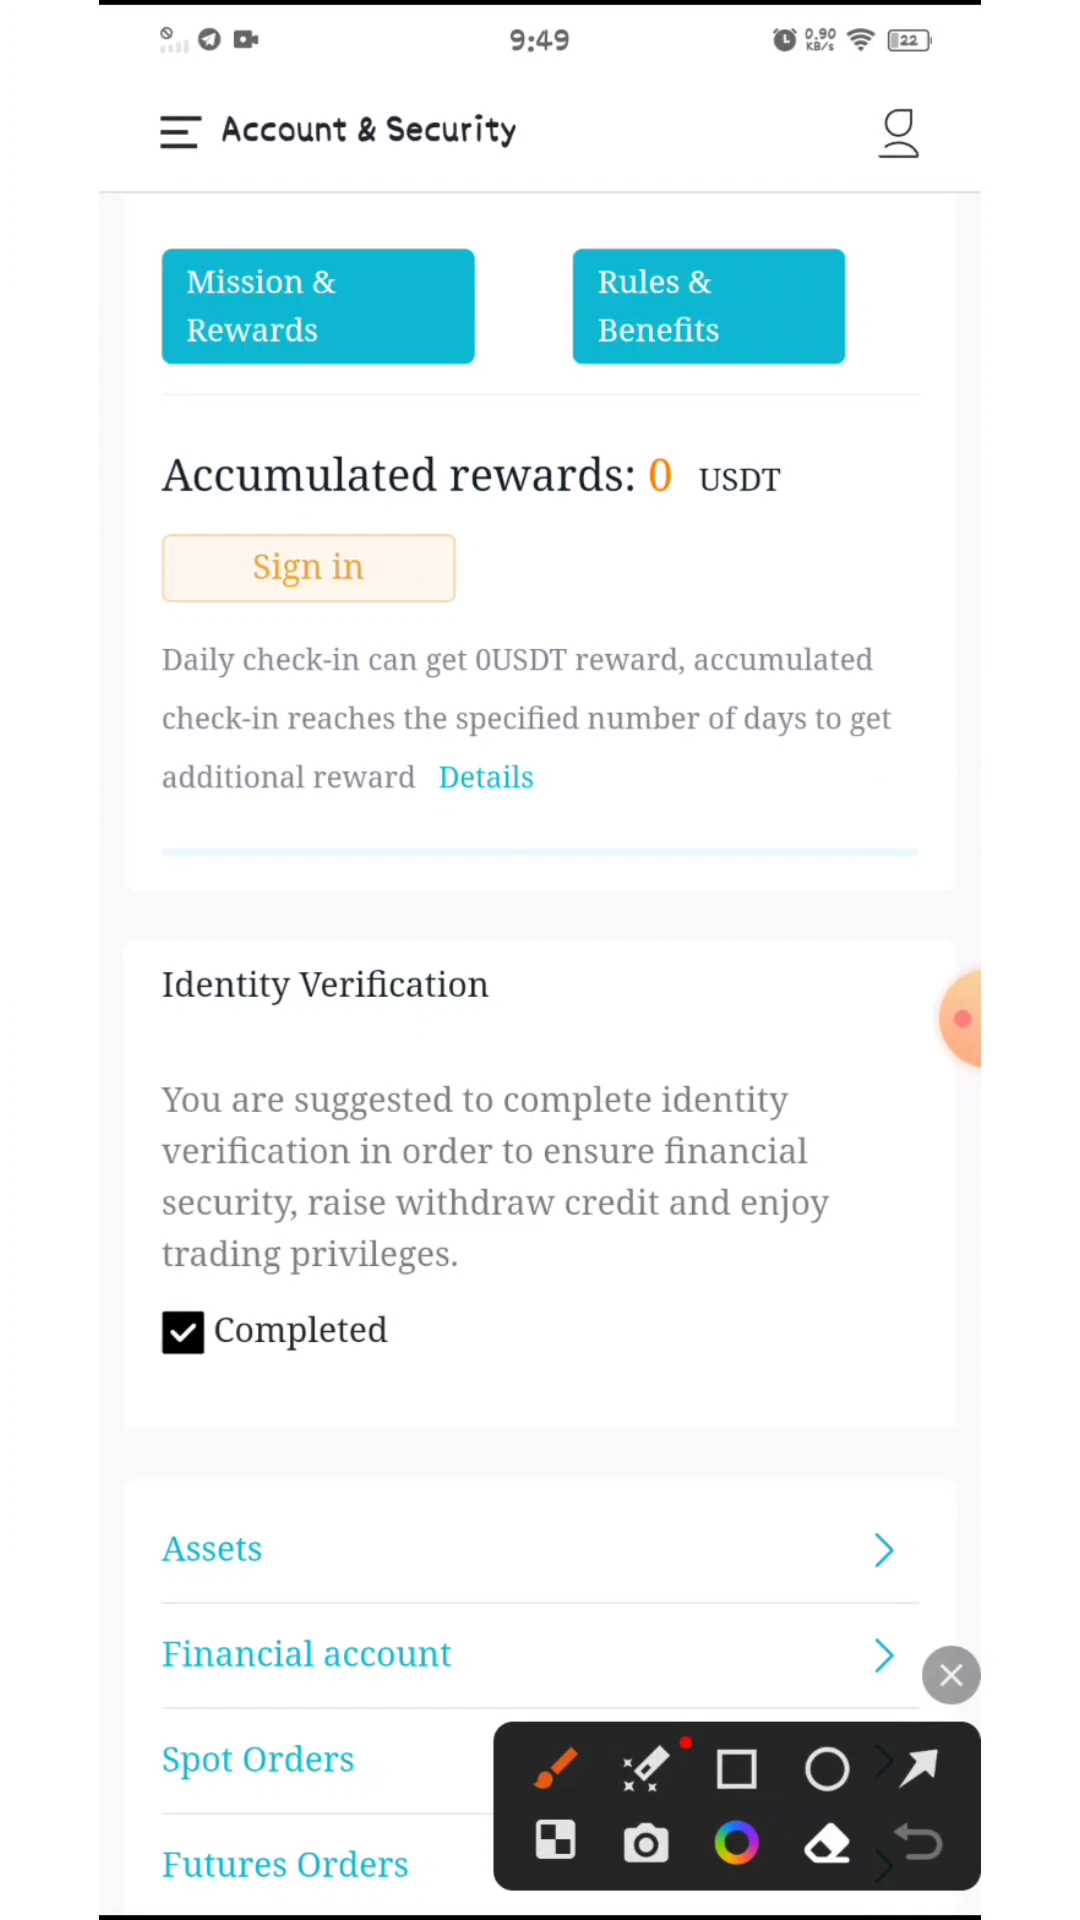 9:49
0.90
KB/s
22
Account & Security
Mission &
Rewards
Rules &
Benefits
Accumulated rewards: 0 USDT
Sign in
Daily check-in can get 0USDT reward, accumulated
check-in reaches the specified number of days to get
additional reward Details
Identity Verification
You are suggested to complete identity
verification in order to ensure financial
security, raise withdraw credit and enjoy
trading privileges.
Completed
Assets
Financial account
Spot Orders
Futures Orders